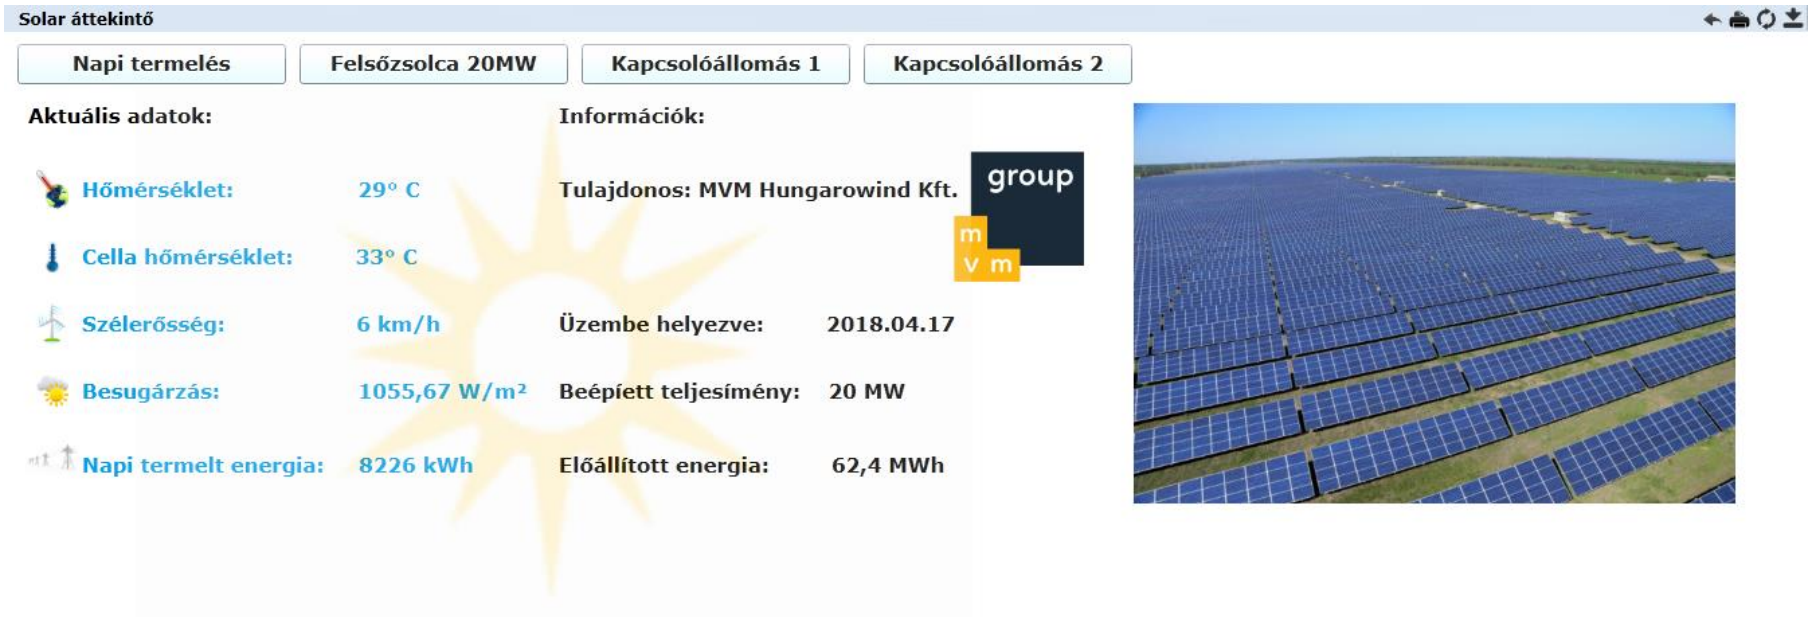 Solar áttekintő
Napi termelés
Felsőzsolca 20MW
Kapcsolóállomás 1
Kapcsolóállomás 2
Aktuális adatok:
Hőmérséklet: 29° C
Cella hőmérséklet: 33° C
Szélerősség: 6 km/h
Besugárzás: 1055,67 W/m²
Napi termelt energia: 8226 kWh
Információk:
Tulajdonos: MVM Hungarowind Kft.
group
m
v m
Üzembe helyezve: 2018.04.17
Beépíett teljesímény: 20 MW
Előállított energia: 62,4 MWh